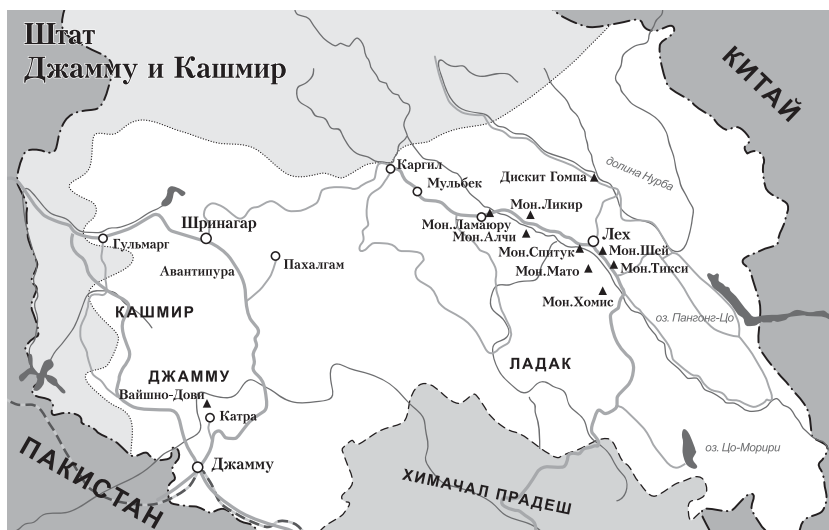 Штат
Джамму и Кашмир
КИТАЙ
Каргил
Мульбек
Дискит Гомпа
долина Нурба
Мон.Ликир
Шринагар
Мон.Ламаюру
Мон.Алчи
Лех
Гульмарг
Мон.Спитук
Мон.Шей
Авантипура
Пахалгам
Мон.Мато
Мон.Тикси
Мон.Хомис
КАШМИР
оз. Пангонг-Цо
ЛАДАК
ДЖАММУ
Вайшно-Дови
Катра
оз. Цо-Морири
ПАКИСТАН
Джамму
ХИМАЧАЛ ПРАДЕШ